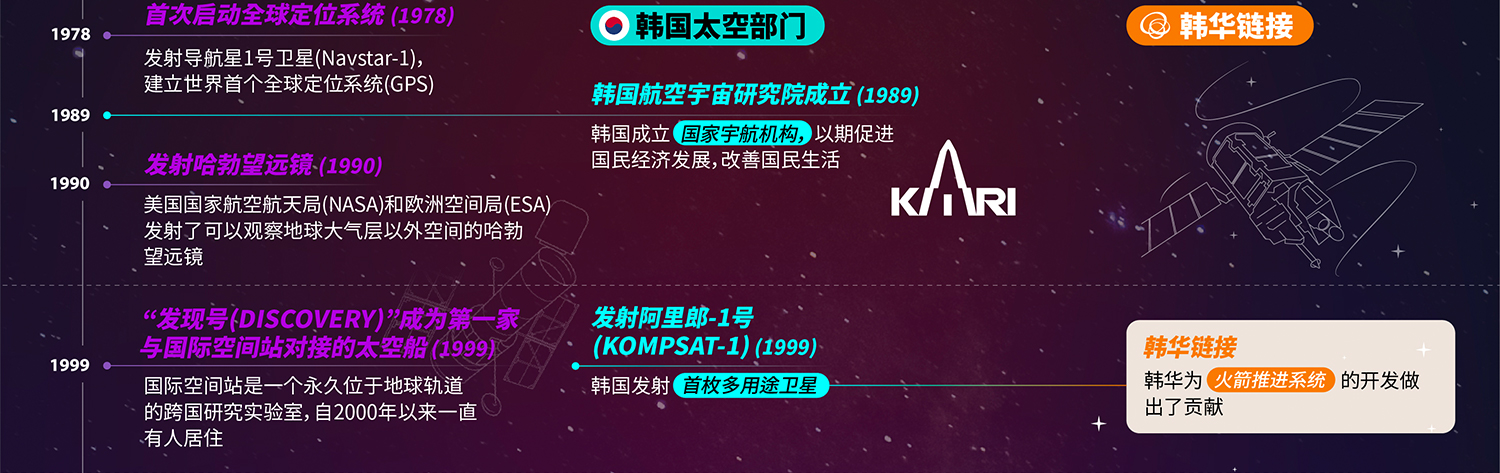 首次启动全球定位系统 (1978)
1978
发射导航星1号卫星(Navstar-1),
建立世界首个全球定位系统(GPS)
韩国太空部门
韩华链接
1989
韩国航空宇宙研究院成立 (1989)
韩国成立 国家宇航机构, 以期促进
国民经济发展, 改善国民生活
KARI
发射哈勃望远镜 (1990)
1990
美国国家航空航天局(NASA)和欧洲空间局(ESA)
发射了可以观察地球大气层以外空间的哈勃
望远镜
“发现号(DISCOVERY)”成为第一家
与国际空间站对接的太空船 (1999)
1999
国际空间站是一个永久位于地球轨道
的跨国研究实验室, 自2000年以来一直
有人居住
发射阿里郎-1号
(KOMPSAT-1) (1999)
韩国发射 首枚多用途卫星
韩华链接
韩华为 火箭推进系统 的开发做
出了贡献